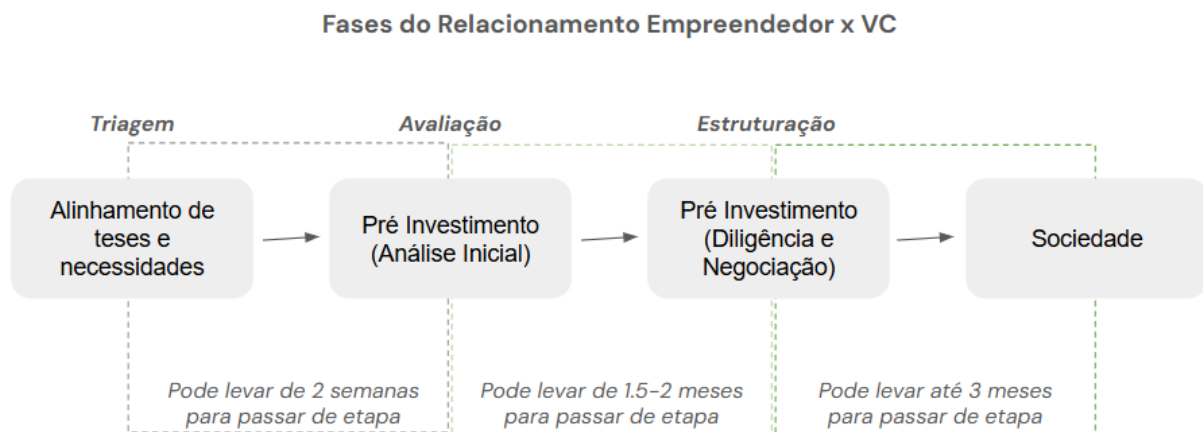 Fases do Relacionamento Empreendedor x VC
Triagem
Avaliação
Estruturação
Alinhamento de
teses e
necessidades
Pré Investimento
(Análise Inicial)
Pré Investimento
(Diligência e
Negociação)
Sociedade
Pode levar de 2 semanas
para passar de etapa
Pode levar de 1.5-2 meses
para passar de etapa
Pode levar até 3 meses
para passar de etapa